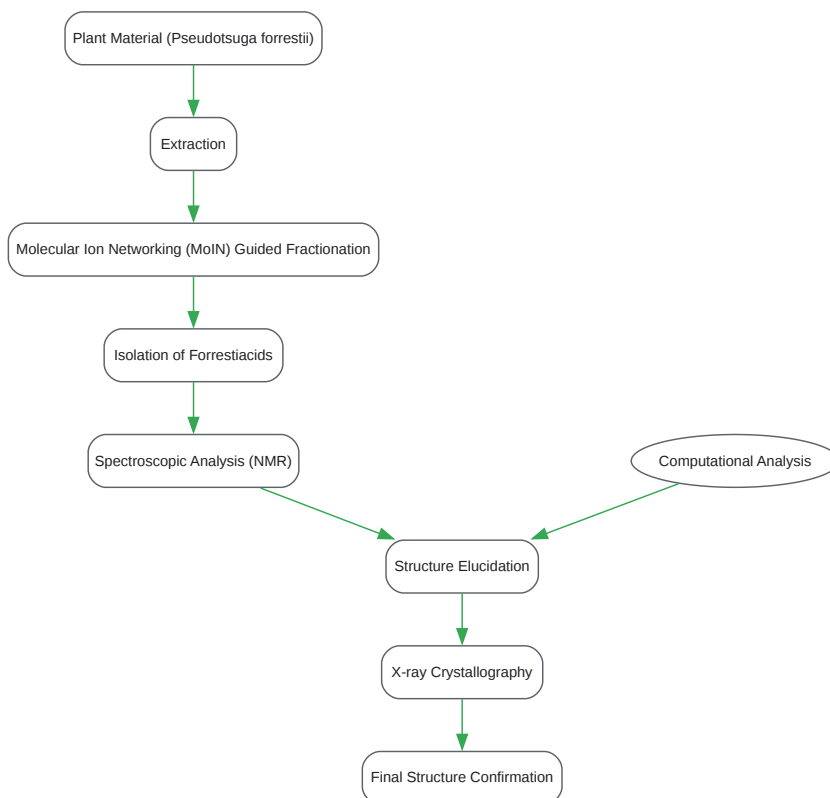 Plant Material (Pseudotsuga forrestii)
Extraction
Molecular Ion Networking (MoIN) Guided Fractionation
Isolation of Forrestiacids
Spectroscopic Analysis (NMR)
Computational Analysis
Structure Elucidation
X-ray Crystallography
Final Structure Confirmation